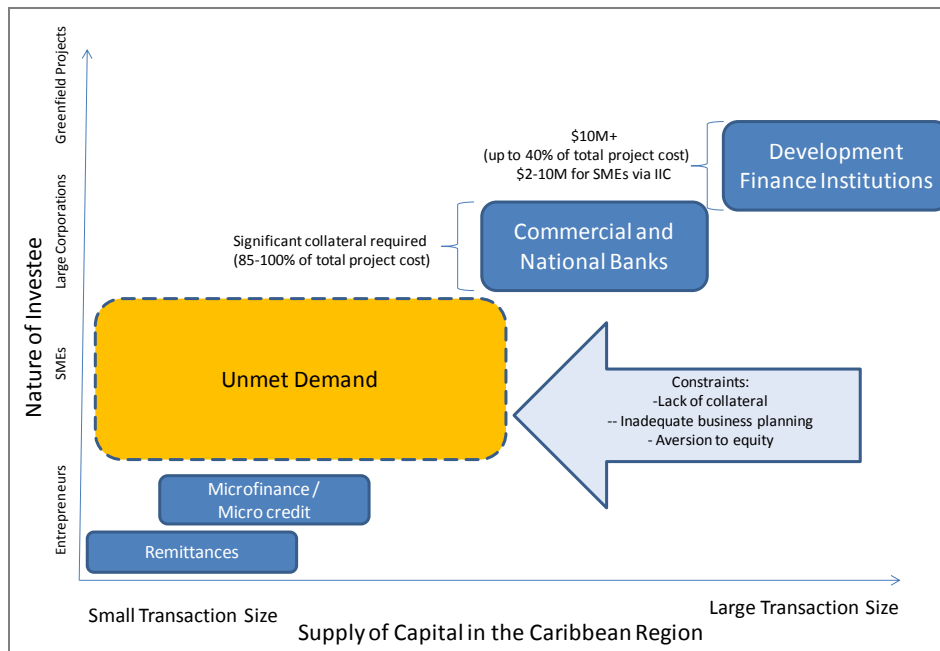 Greenfield Projects
$10M+
(up to 40% of total project cost)
$2-10M for SMEs via IIC
Development
Finance Institutions
Large Corporations
Significant collateral required
(85-100% of total project cost)
Commercial and
National Banks
Nature of Investee
SMEs
Unmet Demand
Constraints:
-Lack of collateral
-- Inadequate business planning
- Aversion to equity
Entrepreneurs
Microfinance /
Micro credit
Remittances
Small Transaction Size
Large Transaction Size
Supply of Capital in the Caribbean Region